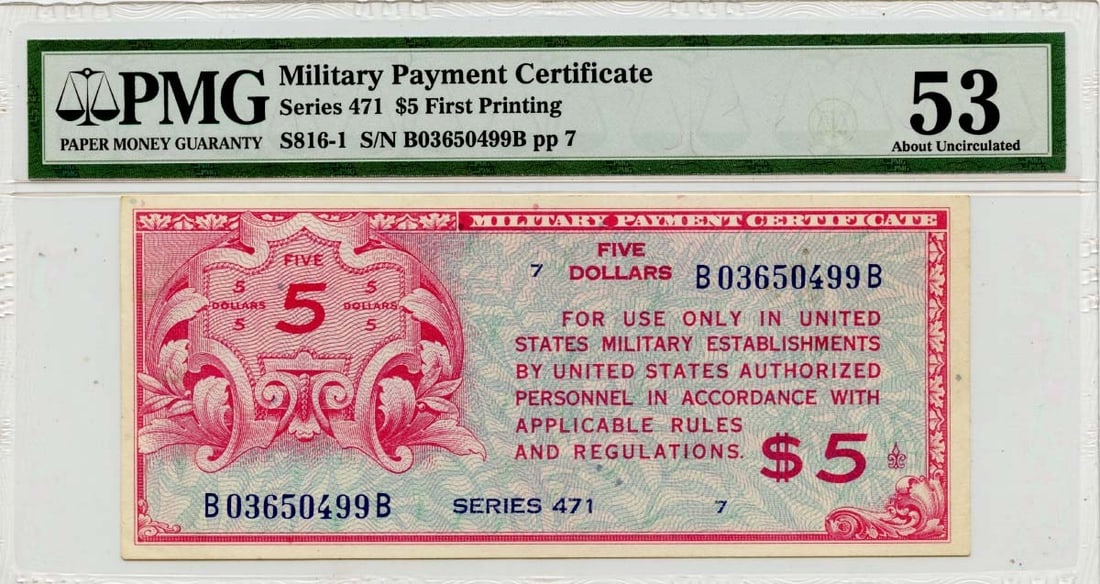 PMG
PAPER MONEY GUARANTY
Military Payment Certificate
Series 471 $5 First Printing
S816-1 S/N B03650499B pp 7
53
About Uncirculated
MILITARY PAYMENT CERTIFICATE
FIVE
5 5
DOLLARS 5 DOLLARS
5 5
FIVE
7 DOLLARS B03650499B
FOR USE ONLY IN UNITED
STATES MILITARY ESTABLISHMENTS
BY UNITED STATES AUTHORIZED
PERSONNEL IN ACCORDANCE WITH
APPLICABLE RULES
AND REGULATIONS.
$5
B03650499B SERIES 471 7